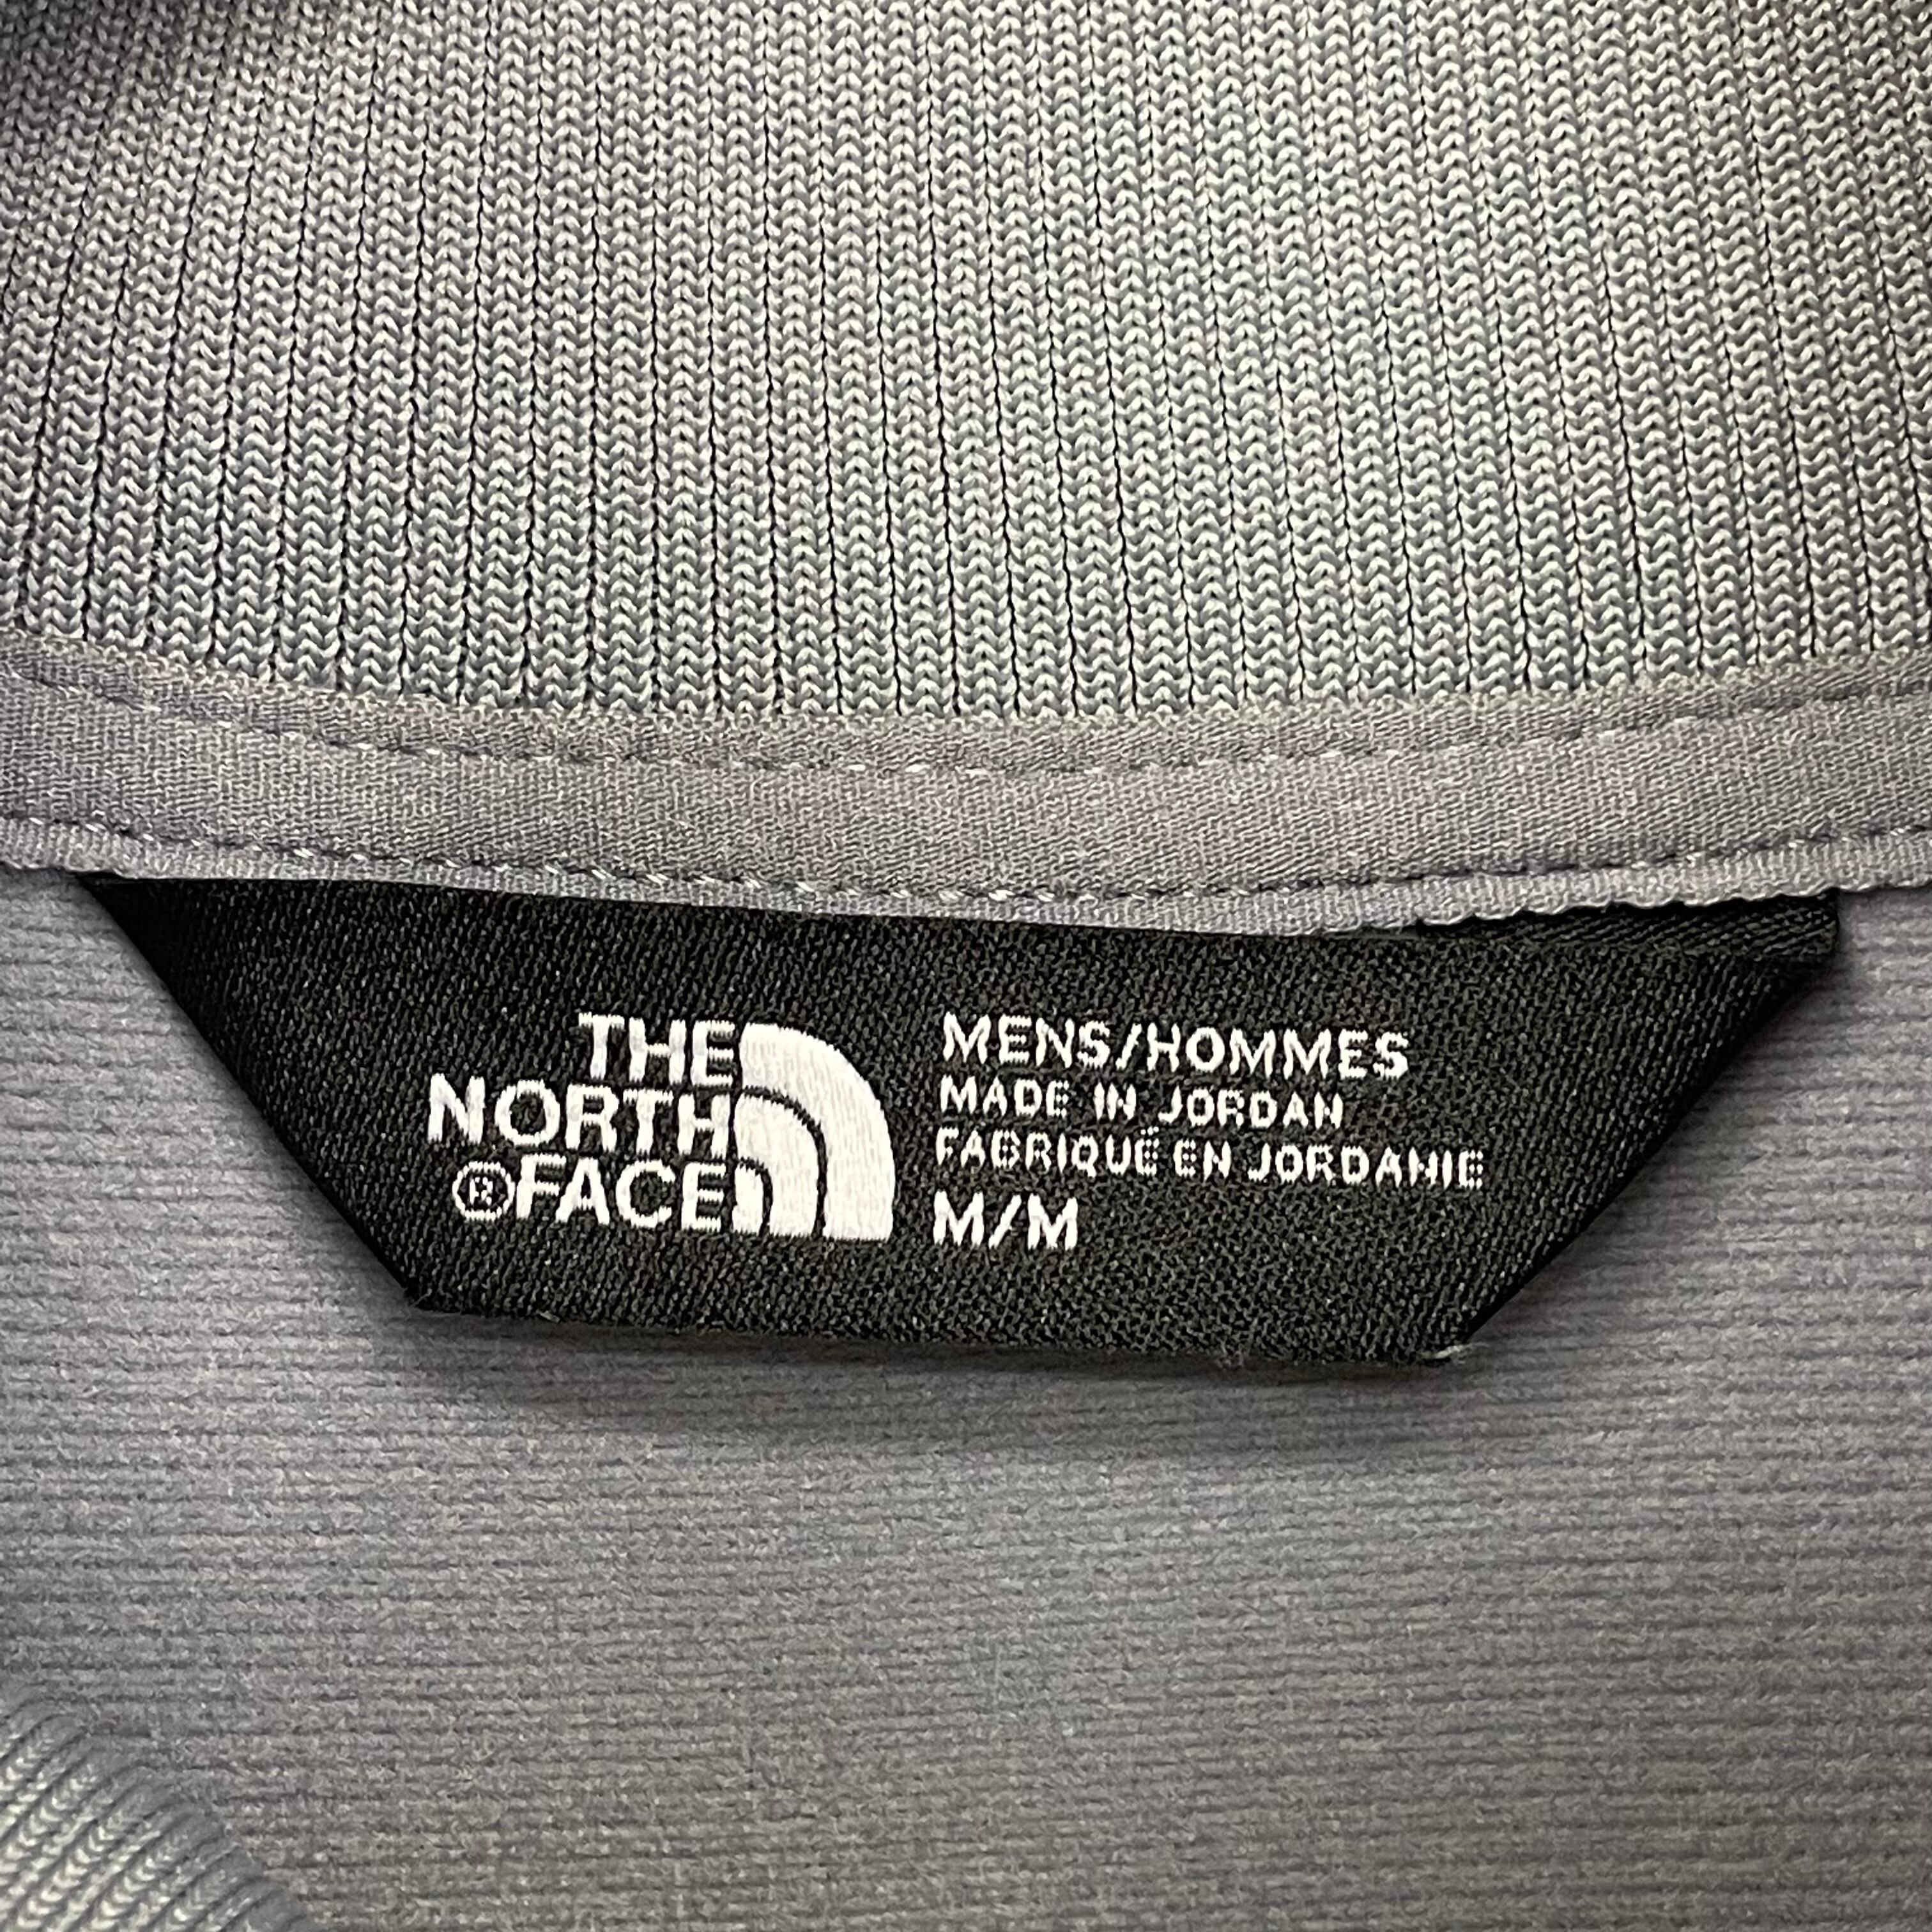 THE
NORTH
®FACE
MENS/HOMMES
MADE IN JORDAN
FABRIQUÉ EN JORDANIE
M/M